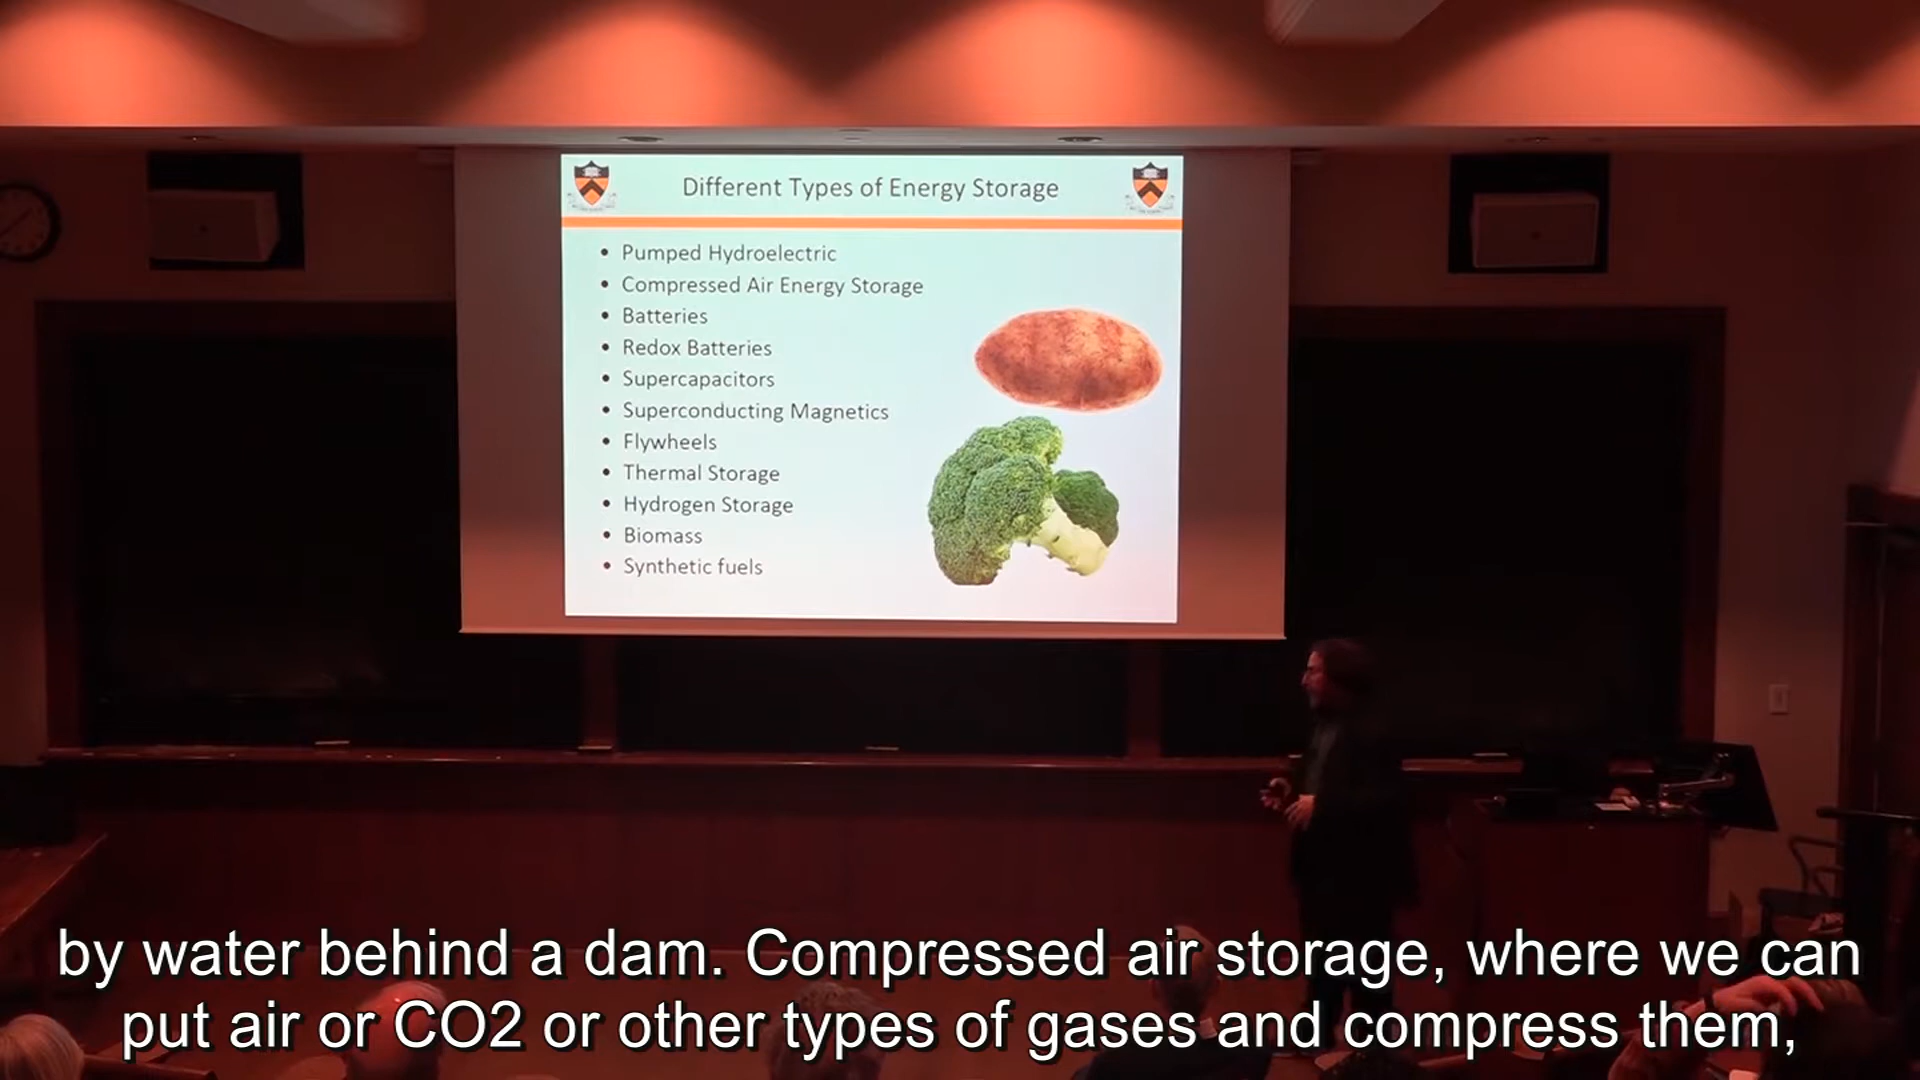 Different Types of Energy Storage
• Pumped Hydroelectric
• Compressed Air Energy Storage
• Batteries
• Redox Batteries
• Supercapacitors
• Superconducting Magnetics
• Flywheels
• Thermal Storage
• Hydrogen Storage
• Biomass
• Synthetic fuels
by water behind a dam. Compressed air storage, where we can
put air or CO2 or other types of gases and compress them,